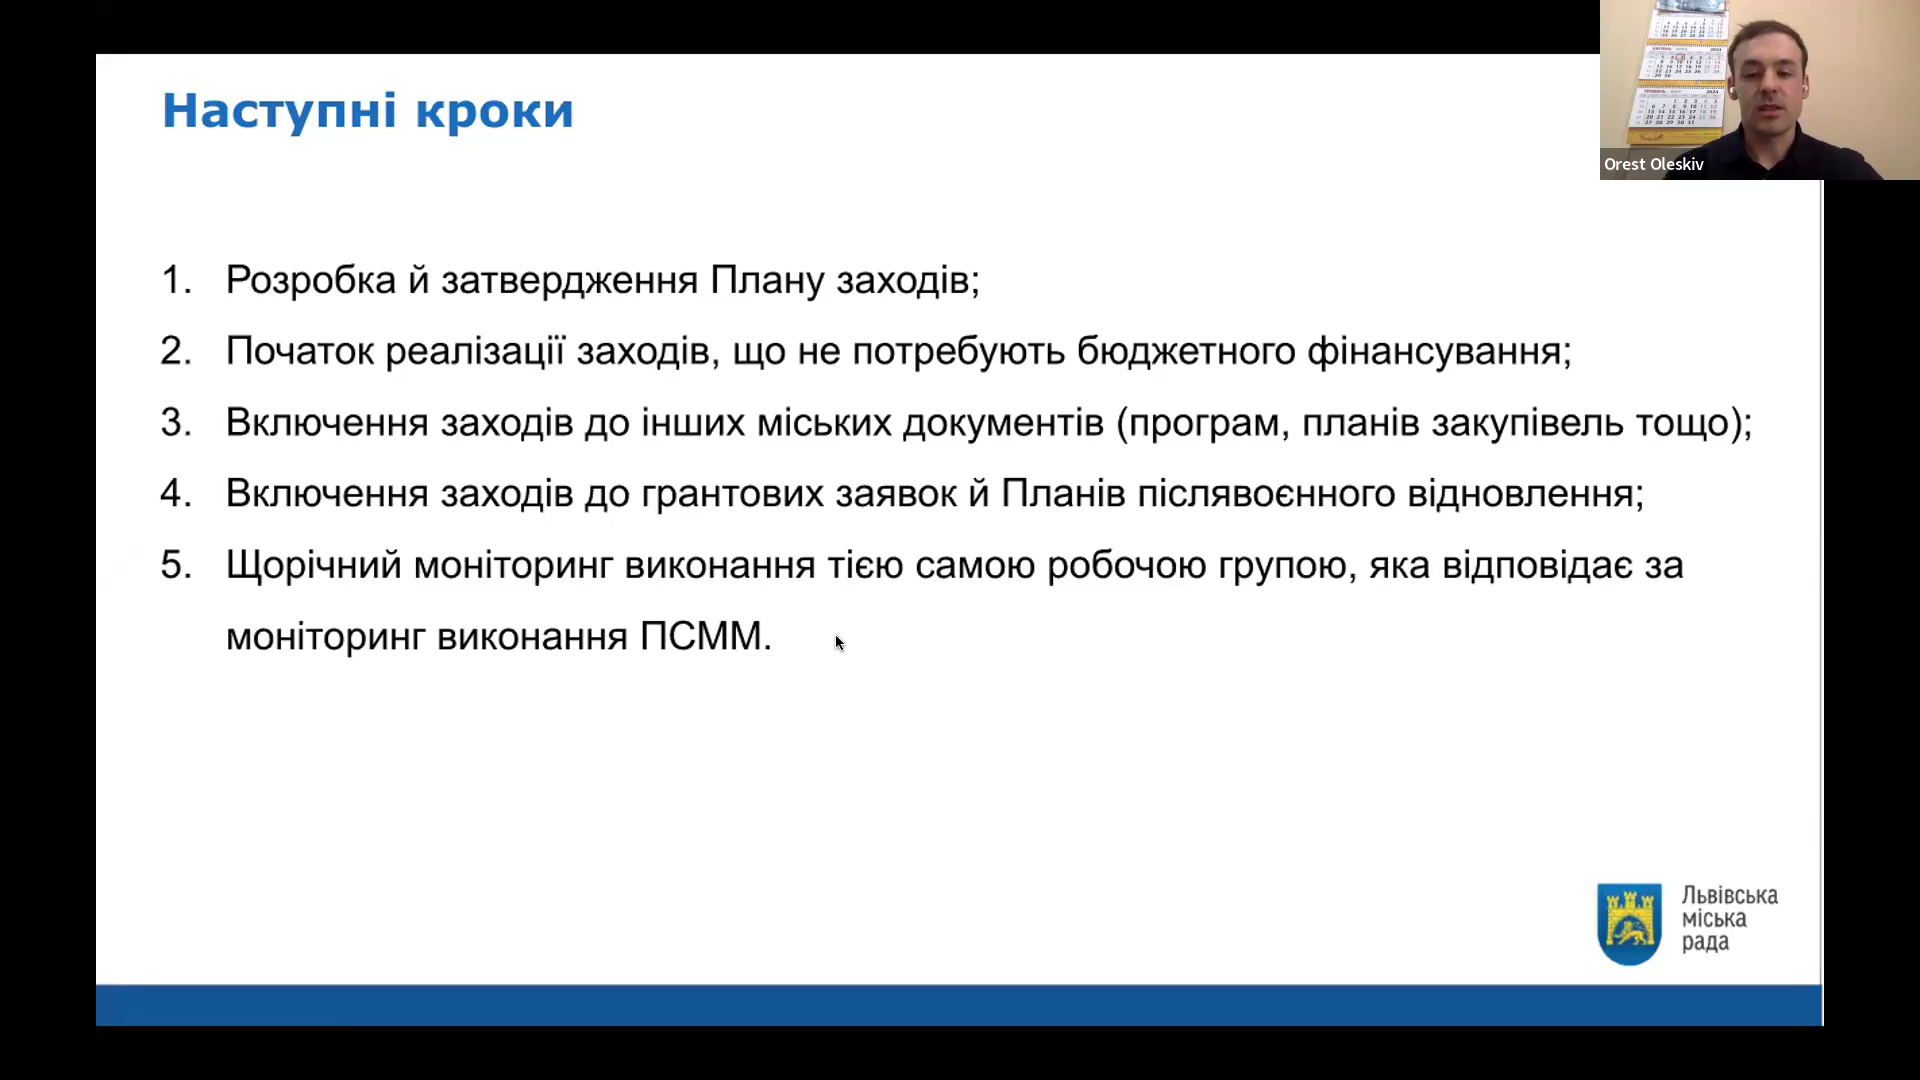 Наступні кроки
1. Розробка й затвердження Плану заходів;
2. Початок реалізації заходів, що не потребують бюджетного фінансування;
3. Включення заходів до інших міських документів (програм, планів закупівель тощо);
4. Включення заходів до грантових заявок й Планів післявоєнного відновлення;
5. Щорічний моніторинг виконання тією самою робочою групою, яка відповідає за
моніторинг виконання ПСММ.
Львівська
міська
рада
Orest Oleskiv